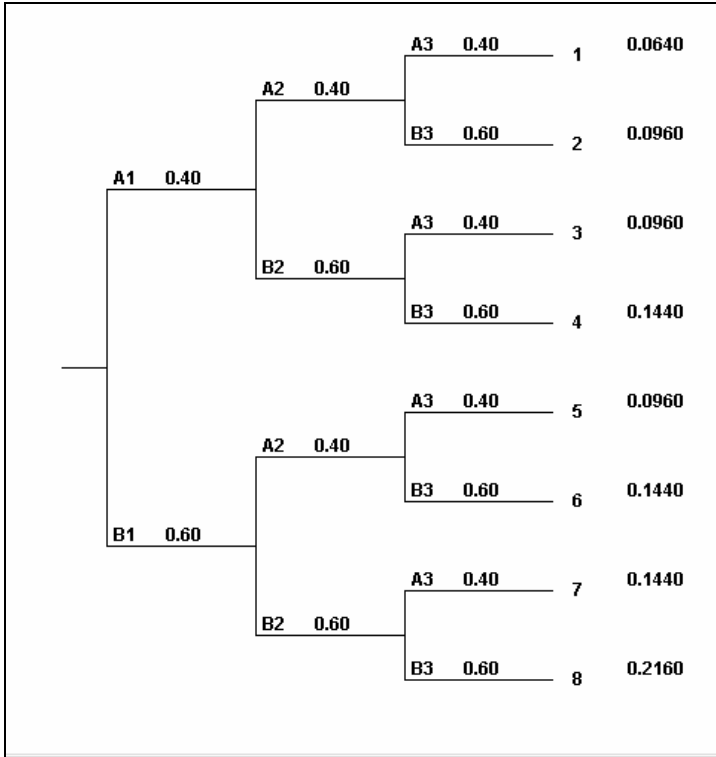 A3 0.40 1 0.0640
A2 0.40
B3 0.60 2 0.0960
A1 0.40
A3 0.40 3 0.0960
B2 0.60
B3 0.60 4 0.1440
A3 0.40 5 0.0960
A2 0.40
B3 0.60 6 0.1440
B1 0.60
A3 0.40 7 0.1440
B2 0.60
B3 0.60 8 0.2160